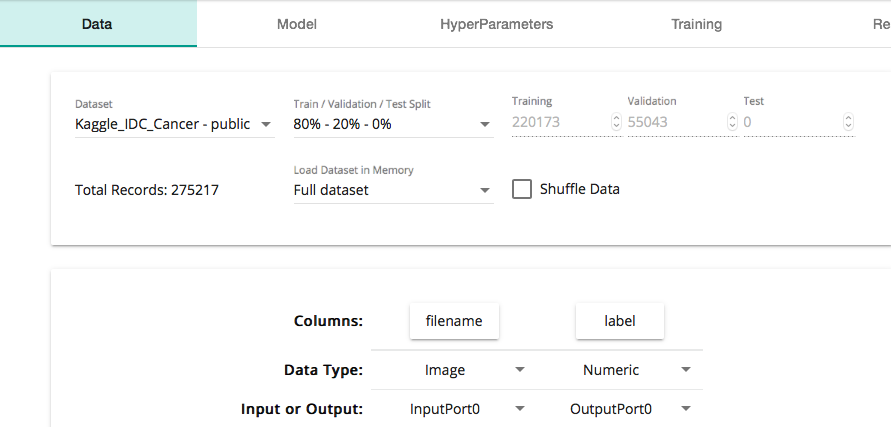 Data Model HyperParameters Training Re
Dataset Train / Validation / Test Split Training Validation Test
Kaggle_IDC_Cancer - public 80% - 20% - 0% 220173 55043 0
Load Dataset in Memory
Total Records: 275217 Full dataset Shuffle Data
Columns: filename label
Data Type: Image Numeric
Input or Output: InputPort0 OutputPort0